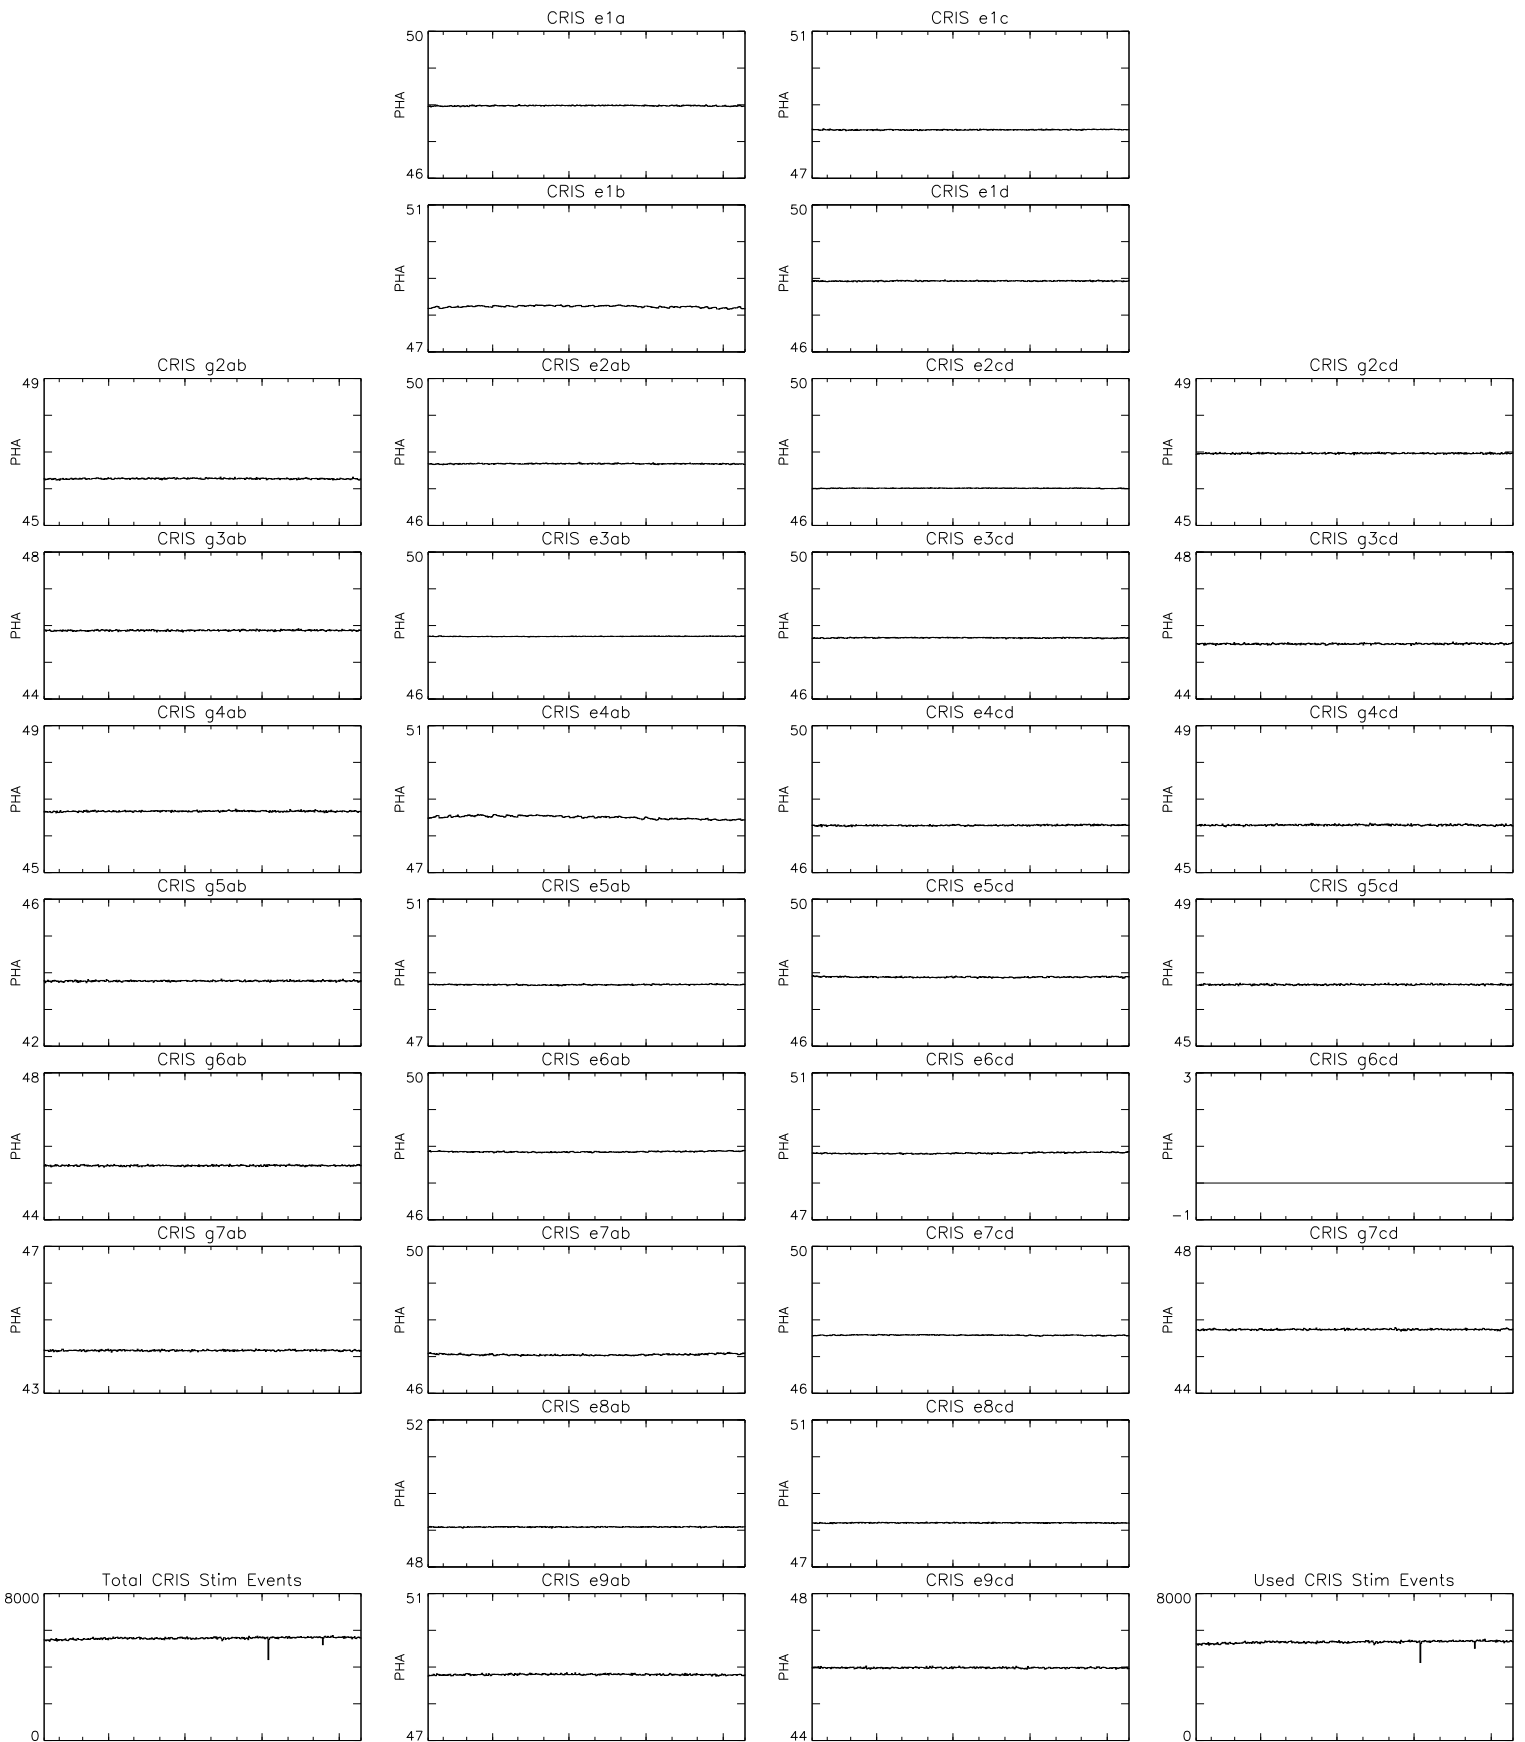 CRIS e1a
CRIS e1c
50
PHA
46
51
PHA
47
CRIS e1b
CRIS e1d
51
PHA
47
50
PHA
46
CRIS g2ab
CRIS e2ab
CRIS e2cd
CRIS g2cd
49
PHA
45
50
PHA
46
50
PHA
46
49
PHA
45
CRIS g3ab
CRIS e3ab
CRIS e3cd
CRIS g3cd
48
PHA
44
50
PHA
46
50
PHA
46
48
PHA
44
CRIS g4ab
CRIS e4ab
CRIS e4cd
CRIS g4cd
49
PHA
45
51
PHA
47
50
PHA
46
49
PHA
45
CRIS g5ab
CRIS e5ab
CRIS e5cd
CRIS g5cd
46
PHA
42
51
PHA
47
50
PHA
46
49
PHA
45
CRIS g6ab
CRIS e6ab
CRIS e6cd
CRIS g6cd
48
PHA
44
50
PHA
46
51
PHA
47
3
PHA
-1
CRIS g7ab
CRIS e7ab
CRIS e7cd
CRIS g7cd
47
PHA
43
50
PHA
46
50
PHA
46
48
PHA
44
CRIS e8ab
CRIS e8cd
52
PHA
48
51
PHA
47
Total CRIS Stim Events
CRIS e9ab
CRIS e9cd
Used CRIS Stim Events
8000
0
51
PHA
47
48
PHA
44
8000
0